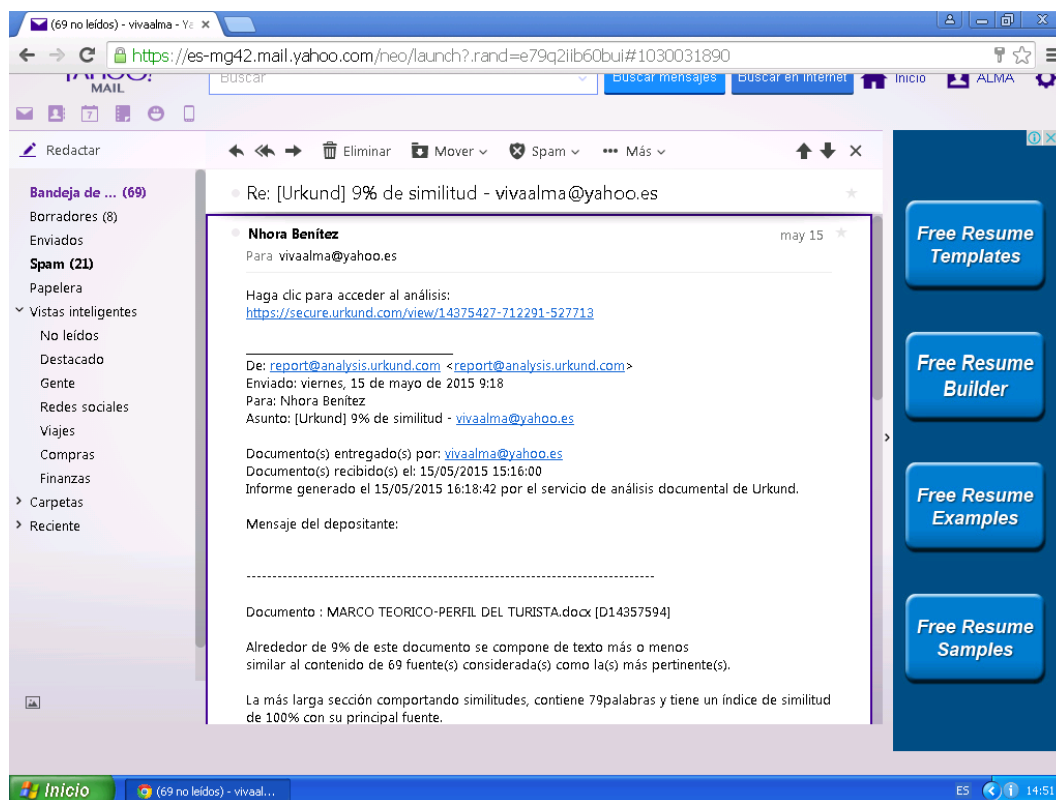 (69 no leídos) - vivaalma - Ya
https://es-mg42.mail.yahoo.com/neo/launch?.rand=e79q2iib60bui#1030031890
YAHOO!
MAIL
Buscar
Buscar mensajes
Buscar en Internet
Inicio
ALMA
7
Redactar
Eliminar
Mover
Spam
Más
Bandeja de ... (69)
Borradores (8)
Enviados
Spam (21)
Papelera
Vistas inteligentes
No leídos
Destacado
Gente
Redes sociales
Viajes
Compras
Finanzas
Carpetas
Reciente
Re: [Urkund] 9% de similitud - vivaalma@yahoo.es
Nhora Benítez
may 15
Para vivaalma@yahoo.es
Haga clic para acceder al análisis:
https://secure.urkund.com/view/14375427-712291-527713
De: report@analysis.urkund.com <report@analysis.urkund.com>
Enviado: viernes, 15 de mayo de 2015 9:18
Para: Nhora Benítez
Asunto: [Urkund] 9% de similitud - vivaalma@yahoo.es
Documento(s) entregado(s) por: vivaalma@yahoo.es
Documento(s) recibido(s) el: 15/05/2015 15:16:00
Informe generado el 15/05/2015 16:18:42 por el servicio de análisis documental de Urkund.
Mensaje del depositante:
--------------------------------------------------------------------------------
Documento : MARCO TEORICO-PERFIL DEL TURISTA.docx [D14357594]
Alrededor de 9% de este documento se compone de texto más o menos
similar al contenido de 69 fuente(s) considerada(s) como la(s) más pertinente(s).
La más larga sección comportando similitudes, contiene 79palabras y tiene un índice de similitud
de 100% con su principal fuente.
Free Resume
Templates
Free Resume
Builder
Free Resume
Examples
Free Resume
Samples
Inicio
(69 no leídos) - vivaal...
ES
14:51